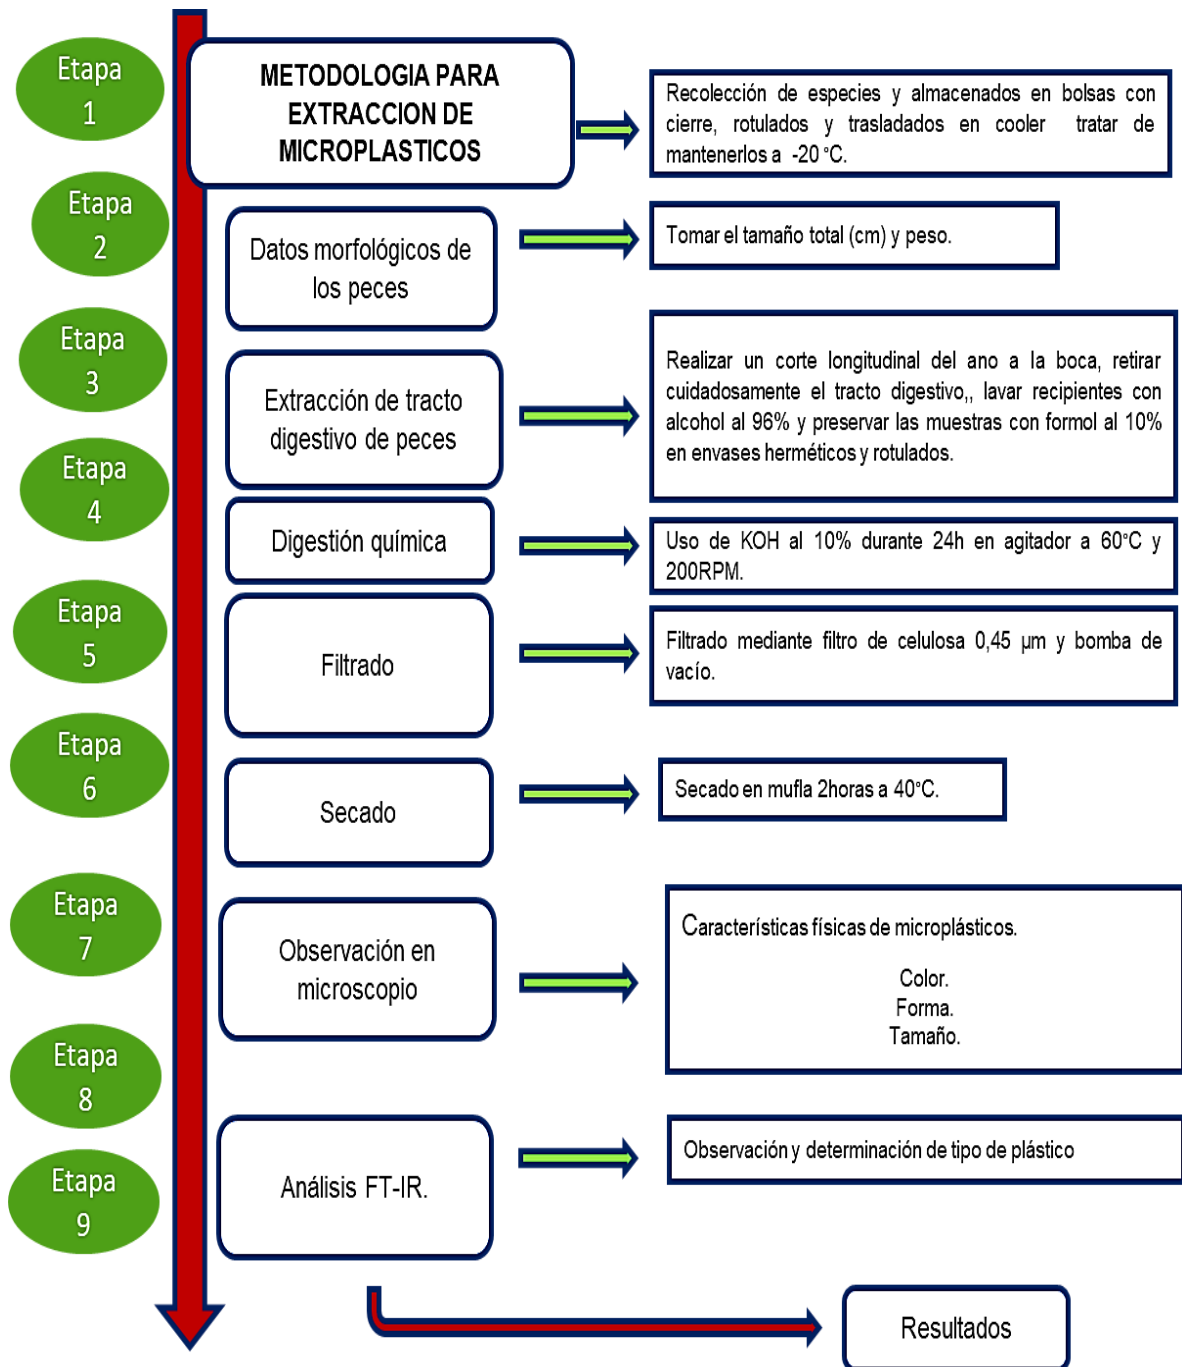 Etapa
1
METODOLOGIA PARA
EXTRACCION DE
MICROPLASTICOS
Recolección de especies y almacenados en bolsas con
cierre, rotulados y trasladados en cooler tratar de
mantenerlos a -20 °C.
Etapa
2
Datos morfológicos de
los peces
Tomar el tamaño total (cm) y peso.
Etapa
3
Extracción de tracto
digestivo de peces
Realizar un corte longitudinal del ano a la boca, retirar
cuidadosamente el tracto digestivo,, lavar recipientes con
alcohol al 96% y preservar las muestras con formol al 10%
en envases herméticos y rotulados.
Etapa
4
Digestión química
Uso de KOH al 10% durante 24h en agitador a 60°C y
200RPM.
Etapa
5
Filtrado
Filtrado mediante filtro de celulosa 0,45 µm y bomba de
vacío.
Etapa
6
Secado
Secado en mufla 2horas a 40°C.
Etapa
7
Observación en
microscopio
Características físicas de microplásticos.
Color.
Forma.
Tamaño.
Etapa
8
Análisis FT-IR.
Observación y determinación de tipo de plástico
Etapa
9
Resultados